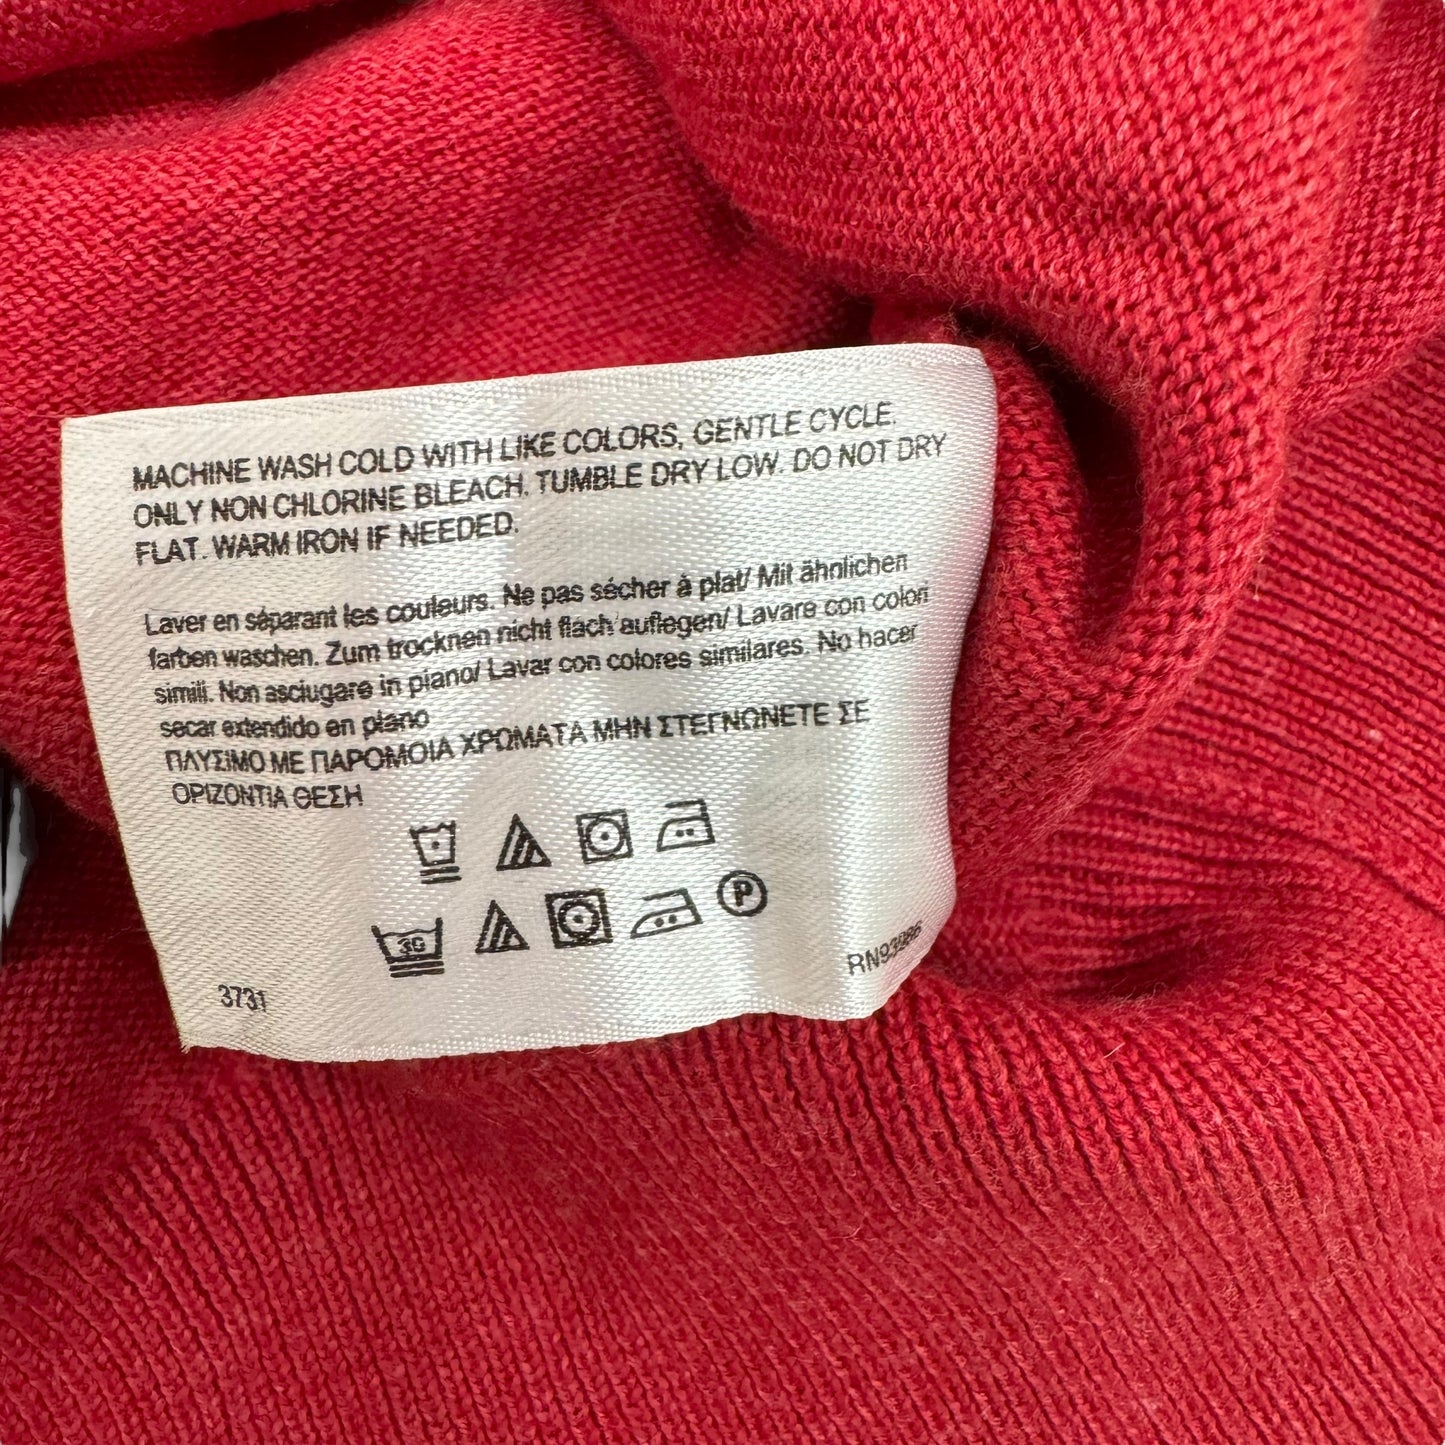 MACHINE WASH COLD WITH LIKE COLORS, GENTLE CYCLE.
ONLY NON CHLORINE BLEACH. TUMBLE DRY LOW. DO NOT DRY
FLAT. WARM IRON IF NEEDED.
Laver en séparant les couleurs. Ne pas sécher à plat/ Mit ähnlichen
farben waschen. Zum trocknen nicht flach auflegen/ Lavare con colori
simili. Non asciugare in piano/ Lavar con colores similares. No hacer
secar extendido en plano
ΠΛΥΣΙΜΟ ΜΕ ΠΑΡΟΜΟΙΑ ΧΡΩΜΑΤΑ ΜΗΝ ΣΤΕΓΝΩΝΕΤΕ ΣΕ
ΟΡΙΖΟΝΤΙΑ ΘΕΣΗ
30
P
3731